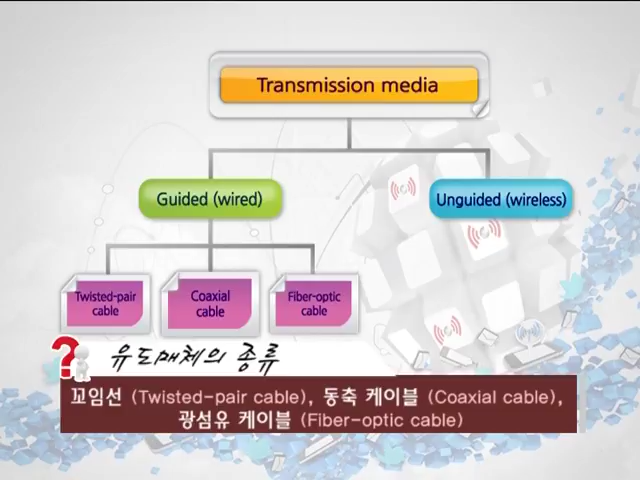 Transmission media
Guided (wired)
Unguided (wireless)
Twisted-pair
cable
Coaxial
cable
Fiber-optic
cable
유도매체의 종류
꼬임선 (Twisted-pair cable), 동축 케이블 (Coaxial cable),
광섬유 케이블 (Fiber-optic cable)